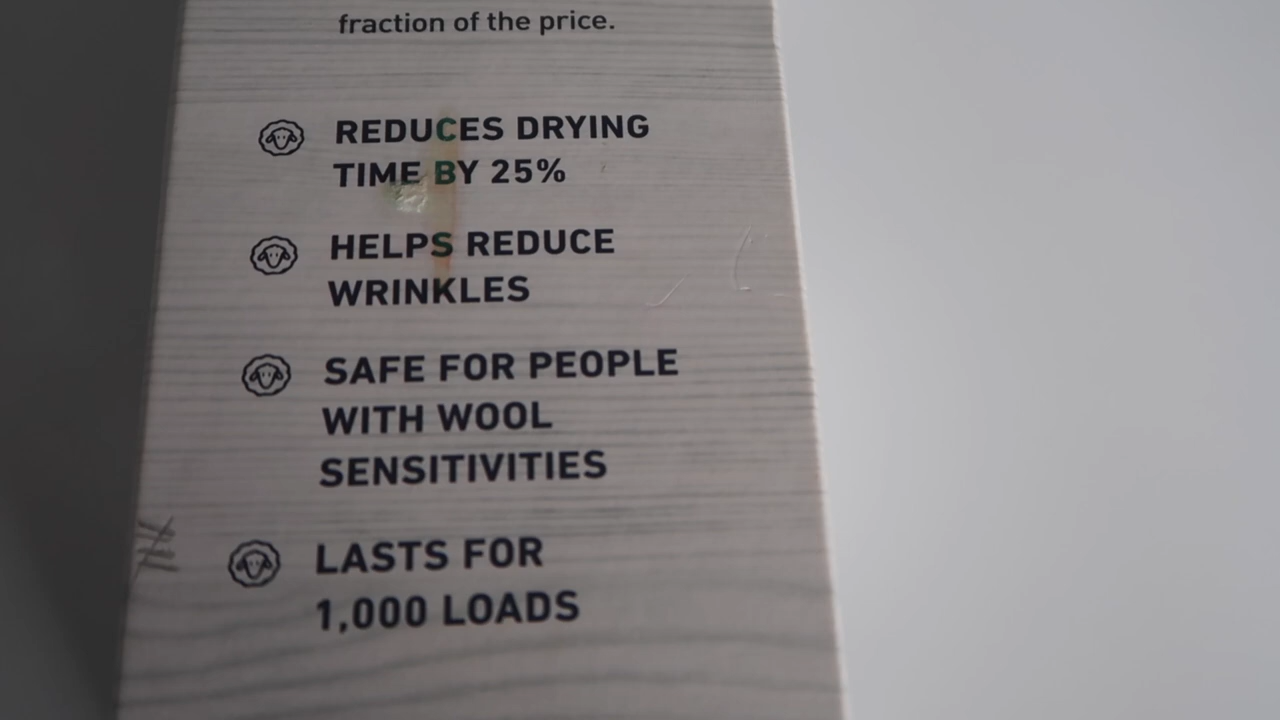 fraction of the price.
REDUCES DRYING
TIME BY 25%
HELPS REDUCE
WRINKLES
SAFE FOR PEOPLE
WITH WOOL
SENSITIVITIES
LASTS FOR
1,000 LOADS